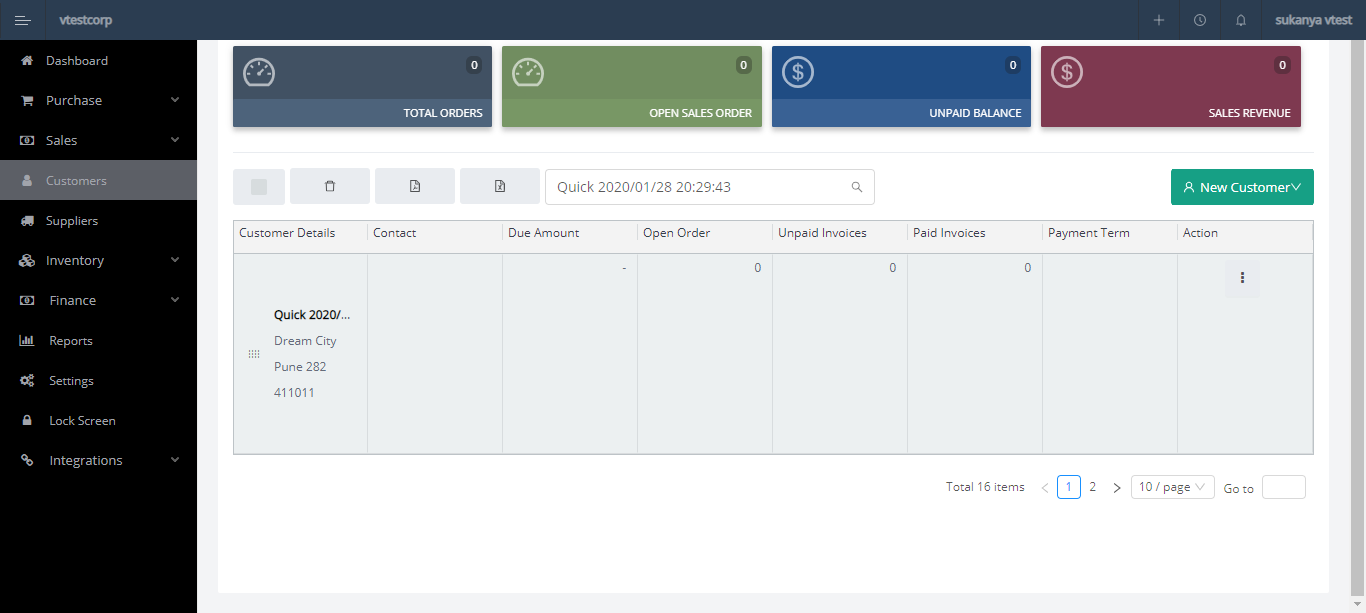 vtestcorp
sukanya vtest
Dashboard
Purchase
Sales
Customers
Suppliers
Inventory
Finance
Reports
Settings
Lock Screen
Integrations
0
TOTAL ORDERS
0
OPEN SALES ORDER
0
UNPAID BALANCE
0
SALES REVENUE
Quick 2020/01/28 20:29:43
New Customer
Customer Details Contact Due Amount Open Order Unpaid Invoices Paid Invoices Payment Term Action
- 0 0 0
Quick 2020/...
Dream City
Pune 282
411011
Total 16 items < 1 2 > 10 / page Go to